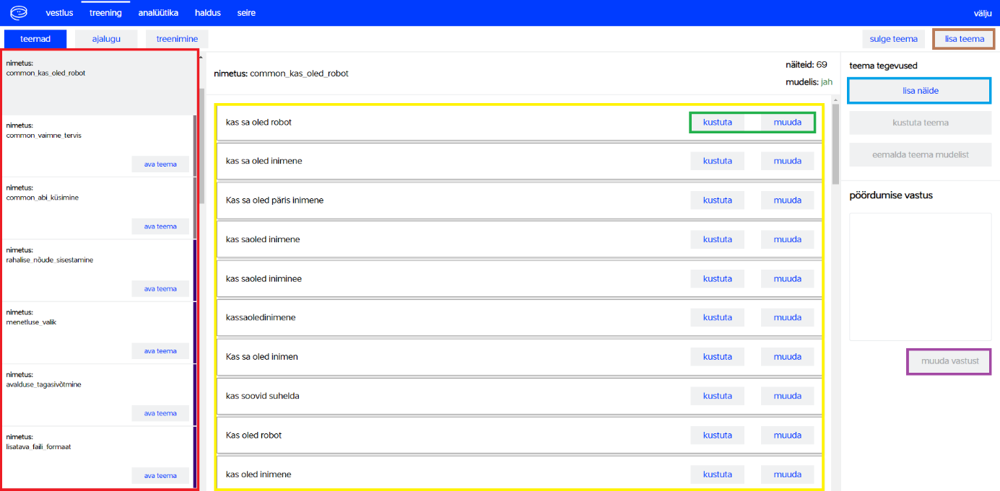 vestlus treening analüütika haldus seire välju
teemad ajalugu treenimine sulge teema lisa teema
nimetus:
common_kas_oled_robot
nimetus:
common_vaimne_tervis
ava teema
nimetus:
common_abi_küsimine
ava teema
nimetus:
rahalise_nõude_sisestamine
ava teema
nimetus:
menetluse_valik
ava teema
nimetus:
avalduse_tagasivõtmine
ava teema
nimetus:
lisatava_faili_formaat
ava teema
nimetus: common_kas_oled_robot
näiteid: 69
mudelis: jah
kas sa oled robot kustuta muuda
kas sa oled inimene kustuta muuda
Kas sa oled päris inimene kustuta muuda
kas saoled inimene kustuta muuda
kas saoled iniminee kustuta muuda
kassaoledinimene kustuta muuda
Kas sa oled inimen kustuta muuda
kas soovid suhelda kustuta muuda
Kas oled robot kustuta muuda
kas oled inimene kustuta muuda
teema tegevused
lisa näide
kustuta teema
eemalda teema mudelist
pöördumise vastus
muuda vastust